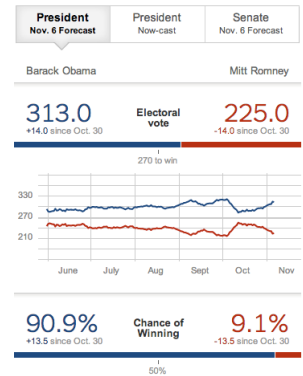 President President Senate
Nov. 6 Forecast Now-cast Nov. 6 Forecast
Barack Obama Mitt Romney
313.0 Electoral vote 225.0
+14.0 since Oct. 30 -14.0 since Oct. 30
270 to win
330
270
210
June July Aug Sept Oct Nov
90.9% Chance of Winning 9.1%
+13.5 since Oct. 30 -13.5 since Oct. 30
50%